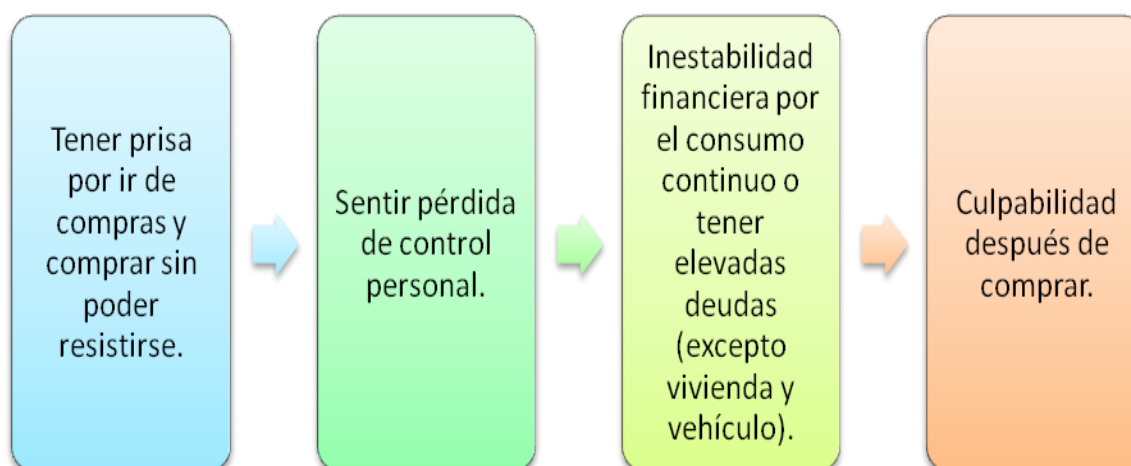 Tener prisa
por ir de
compras y
comprar sin
poder
resistirse.
Sentir pérdida
de control
personal.
Inestabilidad
financiera por
el consumo
continuo o
tener
elevadas
deudas
(excepto
vivienda y
vehículo).
Culpabilidad
después de
comprar.